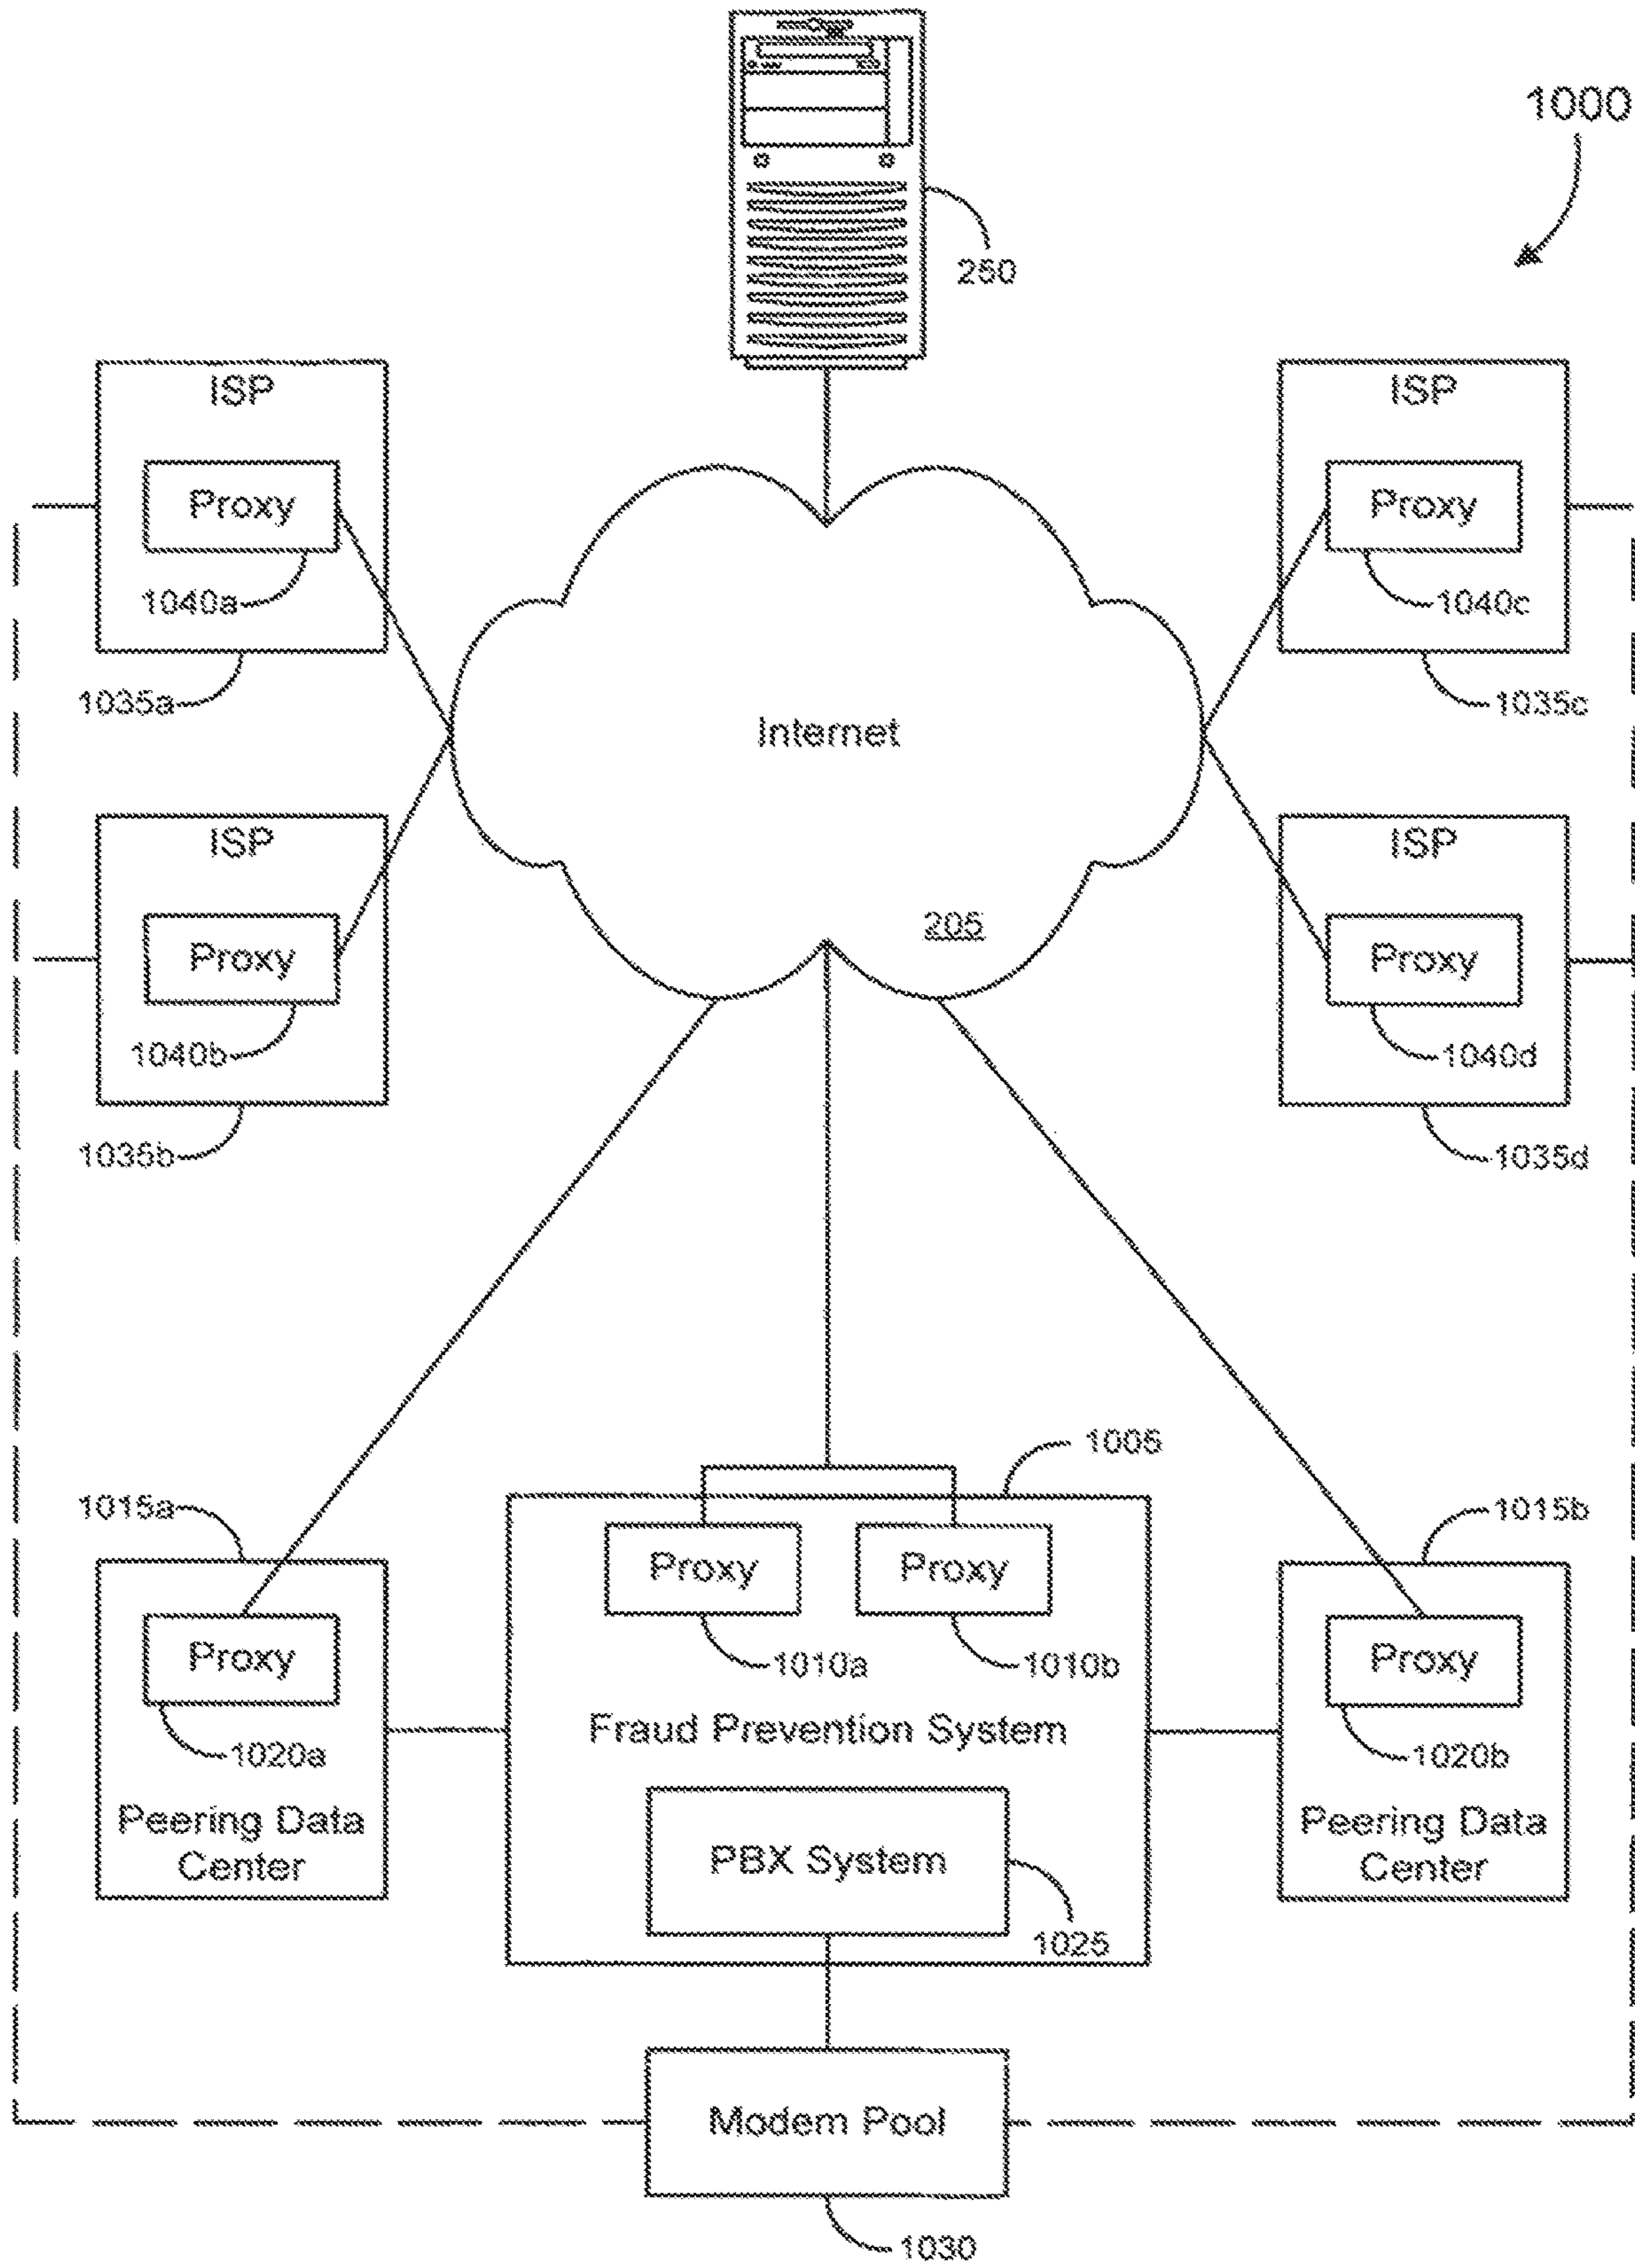 1000
250
ISP
Proxy
1040a
1035a
ISP
Proxy
1040c
1035c
Internet
205
ISP
Proxy
1040b
1035b
ISP
Proxy
1040d
1035d
1005
1015a
Proxy
1020a
Peering Data
Center
Proxy
1010a
Proxy
1010b
Fraud Prevention System
PBX System
1025
1015b
Proxy
1020b
Peering Data
Center
Modem Pool
1030